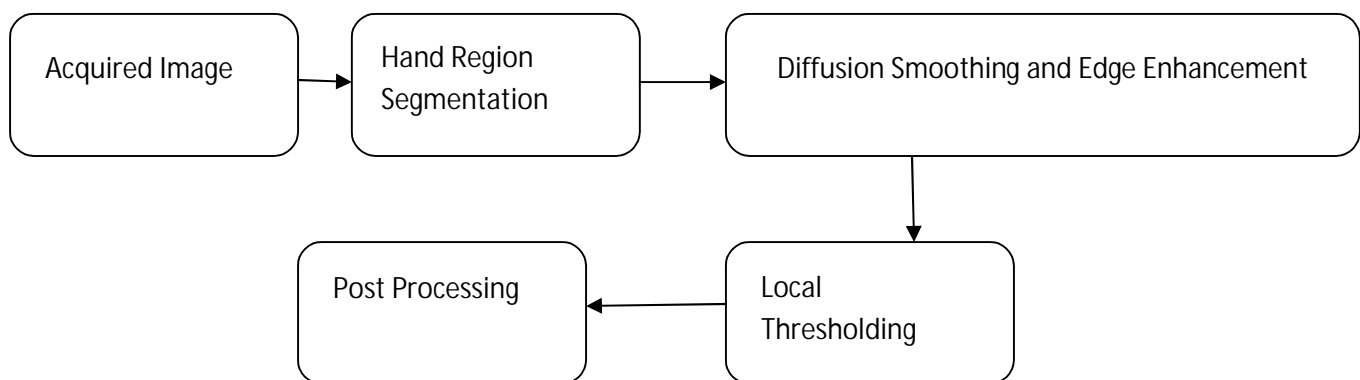 Acquired Image
Hand Region
Segmentation
Diffusion Smoothing and Edge Enhancement
Local
Thresholding
Post Processing